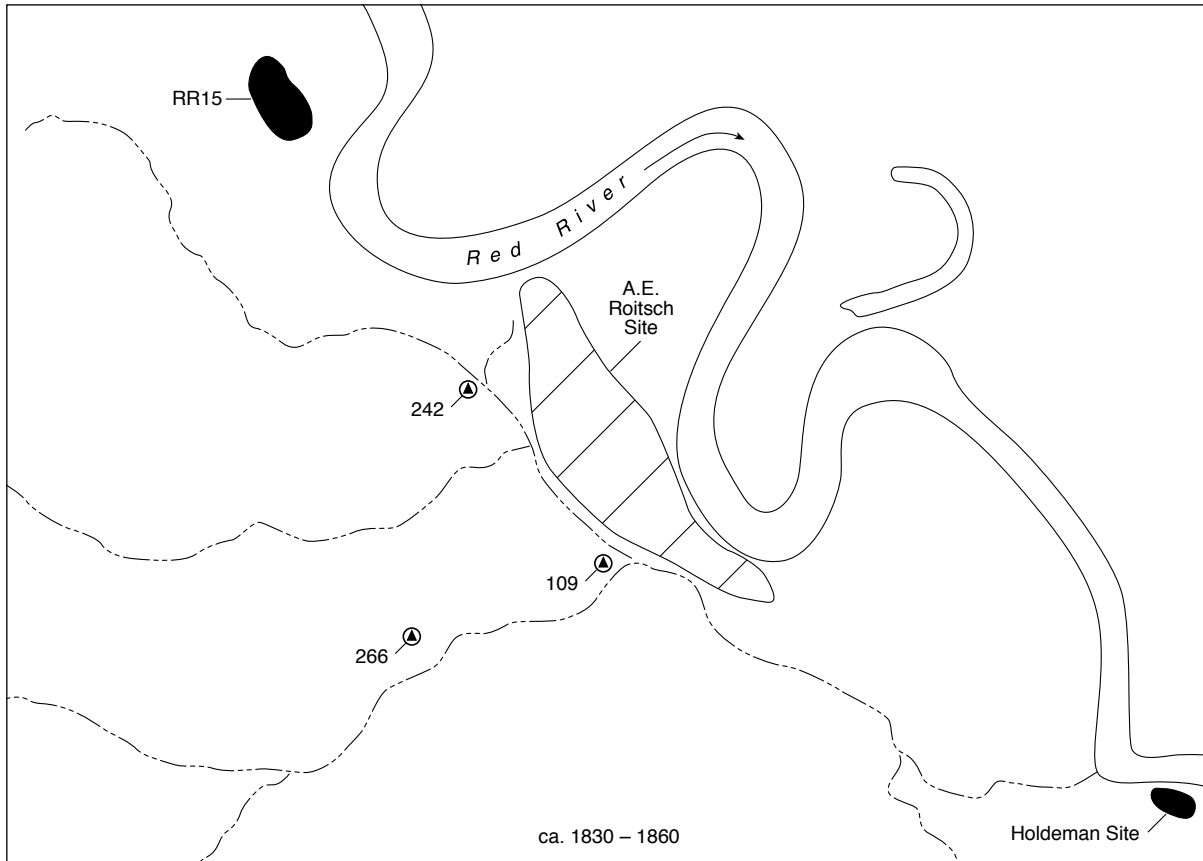 RR15
Red River
A.E.
Roitsch
Site
242
109
266
Holdeman Site
ca. 1830 – 1860